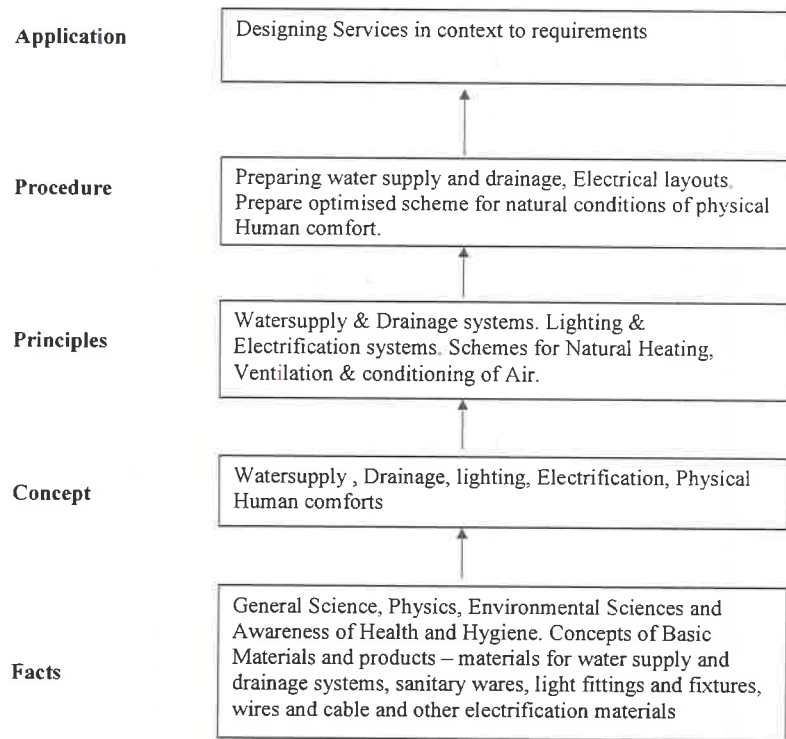 Application
Designing Services in context to requirements
Procedure
Preparing water supply and drainage, Electrical layouts.
Prepare optimised scheme for natural conditions of physical
Human comfort.
Principles
Watersupply & Drainage systems. Lighting &
Electrification systems. Schemes for Natural Heating,
Ventilation & conditioning of Air.
Concept
Watersupply , Drainage, lighting, Electrification, Physical
Human comforts
Facts
General Science, Physics, Environmental Sciences and
Awareness of Health and Hygiene. Concepts of Basic
Materials and products – materials for water supply and
drainage systems, sanitary wares, light fittings and fixtures,
wires and cable and other electrification materials